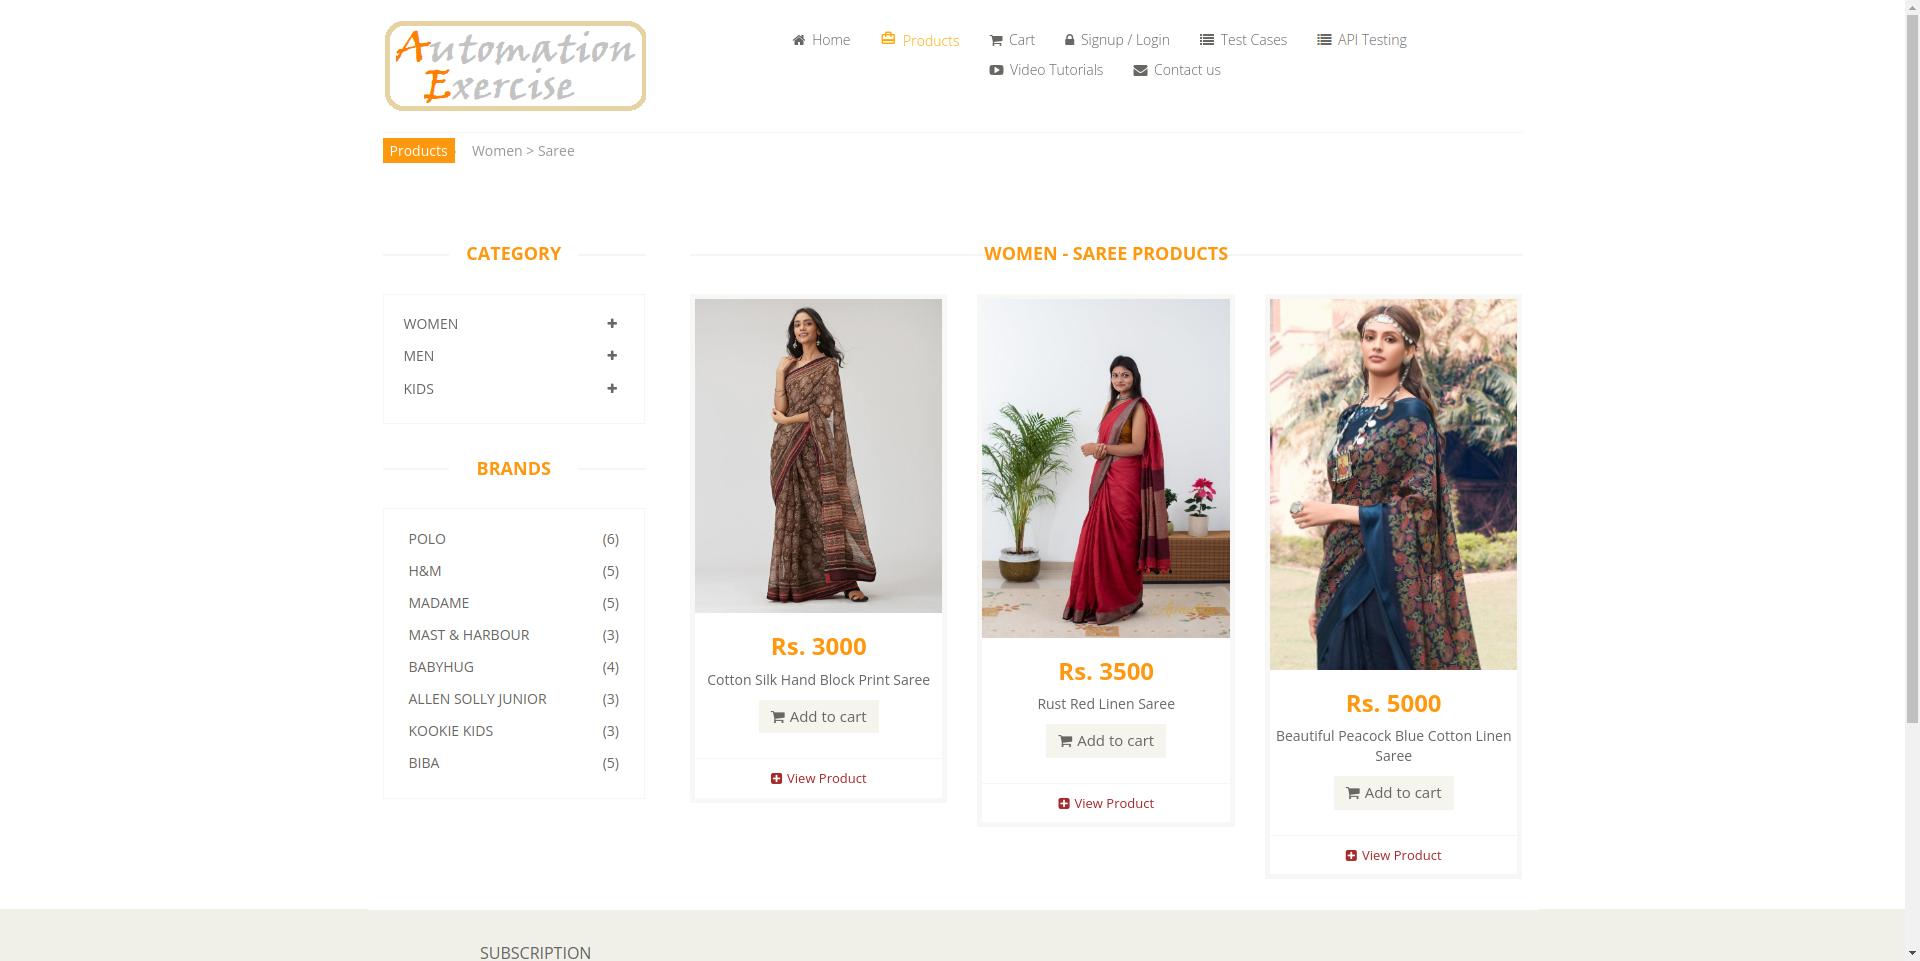 Automation
Exercise
Home
Products
Cart
Signup / Login
Test Cases
API Testing
Video Tutorials
Contact us
Products
Women > Saree
CATEGORY
WOMEN
MEN
KIDS
BRANDS
POLO (6)
H&M (5)
MADAME (5)
MAST & HARBOUR (3)
BABYHUG (4)
ALLEN SOLLY JUNIOR (3)
KOOKIE KIDS (3)
BIBA (5)
WOMEN - SAREE PRODUCTS
Rs. 3000
Cotton Silk Hand Block Print Saree
Add to cart
View Product
Rs. 3500
Rust Red Linen Saree
Add to cart
View Product
Rs. 5000
Beautiful Peacock Blue Cotton Linen
Saree
Add to cart
View Product
SUBSCRIPTION